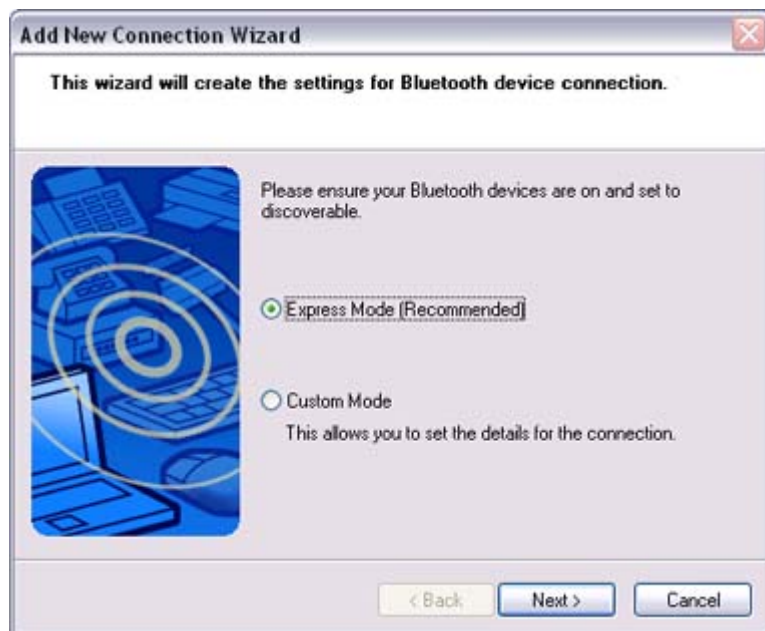 Add New Connection Wizard
This wizard will create the settings for Bluetooth device connection.
Please ensure your Bluetooth devices are on and set to
discoverable.
Express Mode (Recommended)
Custom Mode
This allows you to set the details for the connection.
< Back
Next >
Cancel